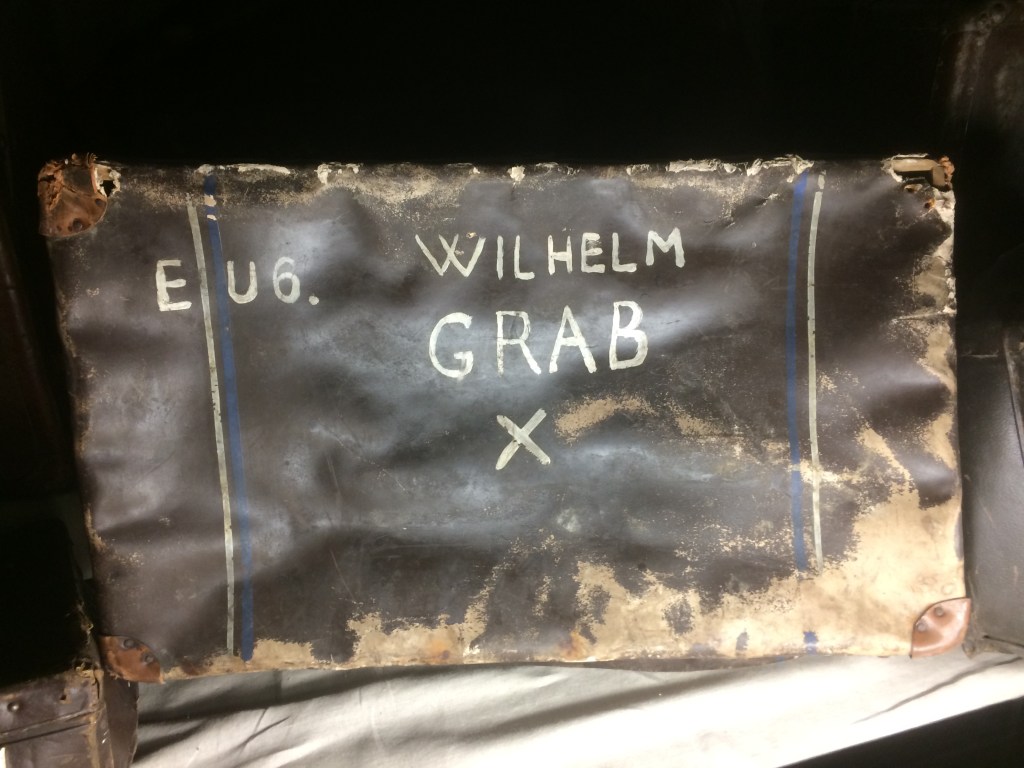 WILHELM
E U6.
GRAB
X